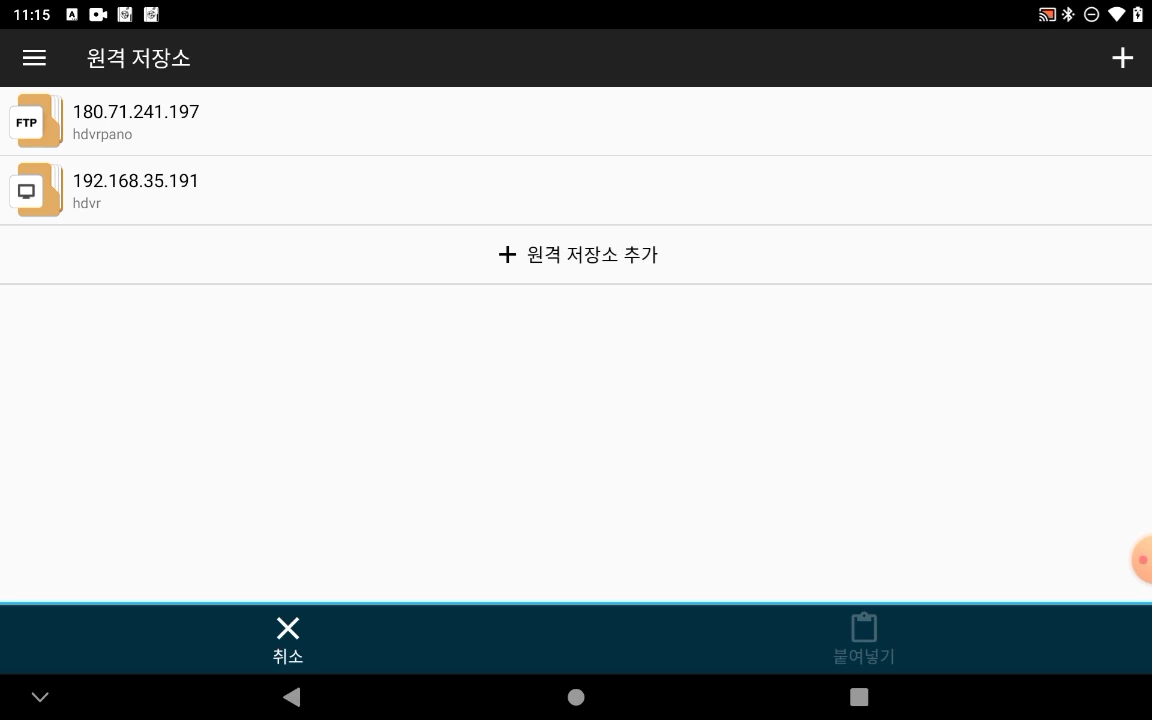 11:15
원격 저장소
FTP
180.71.241.197
hdvrpano
192.168.35.191
hdvr
원격 저장소 추가
취소
붙여넣기